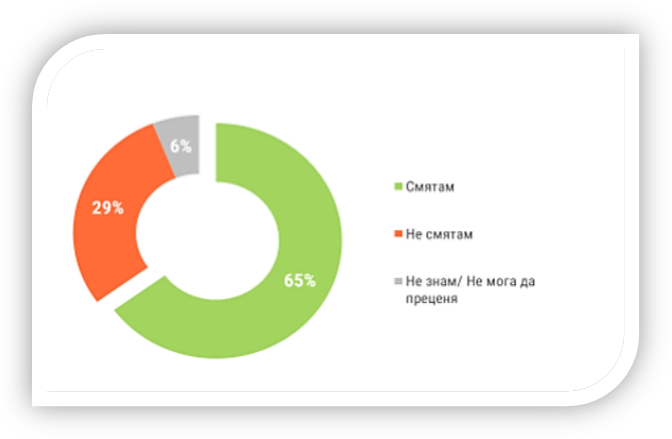 6%
29%
65%
Смятам
Не смятам
Не знам/ Не мога да
преценя